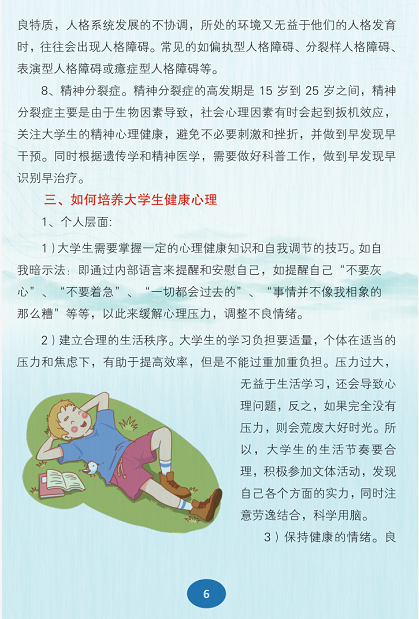 良特质，人格系统发展的不协调，所处的环境又无益于他们的人格发育
时，往往会出现人格障碍。常见的如偏执型人格障碍、分裂样人格障碍、
表演型人格障碍或癔症型人格障碍等。
8、精神分裂症。精神分裂症的高发期是 15 岁到 25 岁之间，精神
分裂症主要是由于生物因素导致，社会心理因素有时会起到扳机效应，
关注大学生的精神心理健康，避免不必要刺激和挫折，并做到早发现早
干预。同时根据遗传学和精神医学，需要做好科普工作，做到早发现早
识别早治疗。
三、如何培养大学生健康心理
1、个人层面：
1）大学生需要掌握一定的心理健康知识和自我调节的技巧。如自
我暗示法：即通过内部语言来提醒和安慰自己，如提醒自己“不要灰
心”、“不要着急”、“一切都会过去的”、“事情并不像我相象的
那么糟”等等，以此来缓解心理压力，调整不良情绪。
2）建立合理的生活秩序。大学生的学习负担要适量，个体在适当的
压力和焦虑下，有助于提高效率，但是不能过重加重负担。压力过大，
无益于生活学习，还会导致心
理问题，反之，如果完全没有
压力，则会荒废大好时光。所
以，大学生的生活节奏要合
理，积极参加文体活动，发现
自己各个方面的实力，同时注
意劳逸结合，科学用脑。
3）保持健康的情绪。良
6